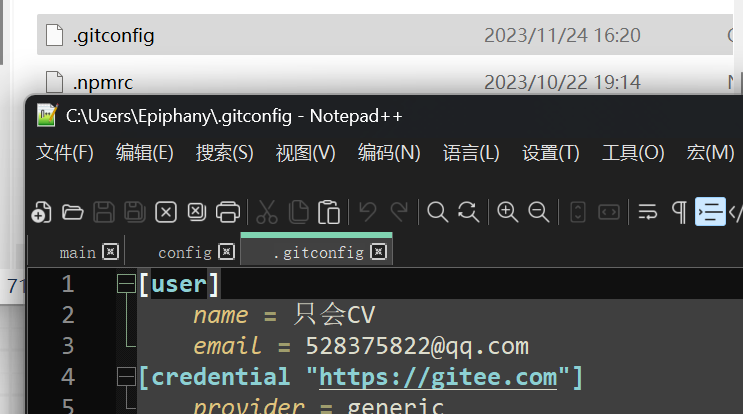 .gitconfig 2023/11/24 16:20
.npmrc 2023/10/22 19:14
C:\Users\Epiphany\.gitconfig - Notepad++
文件(F) 编辑(E) 搜索(S) 视图(V) 编码(N) 语言(L) 设置(T) 工具(O) 宏(M)
main config .gitconfig
71
1 [user]
2 name = 只会CV
3 email = 528375822@qq.com
4 [credential "https://gitee.com"]
5 provider = generic